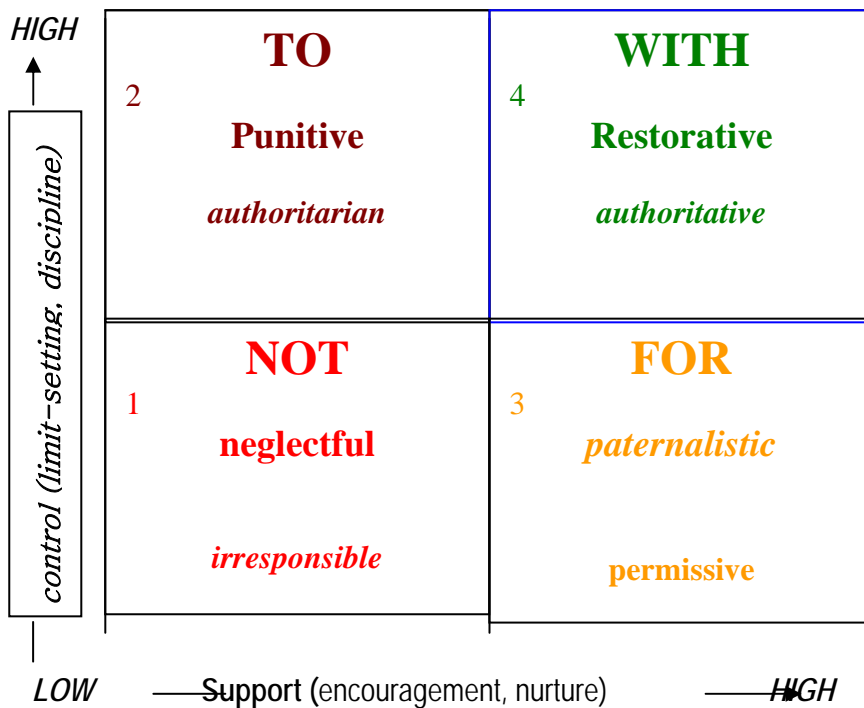 HIGH
TO
2
Punitive
authoritarian
WITH
4
Restorative
authoritative
control (limit-setting, discipline)
NOT
1
neglectful
irresponsible
FOR
3
paternalistic
permissive
LOW Support (encouragement, nurture) HIGH